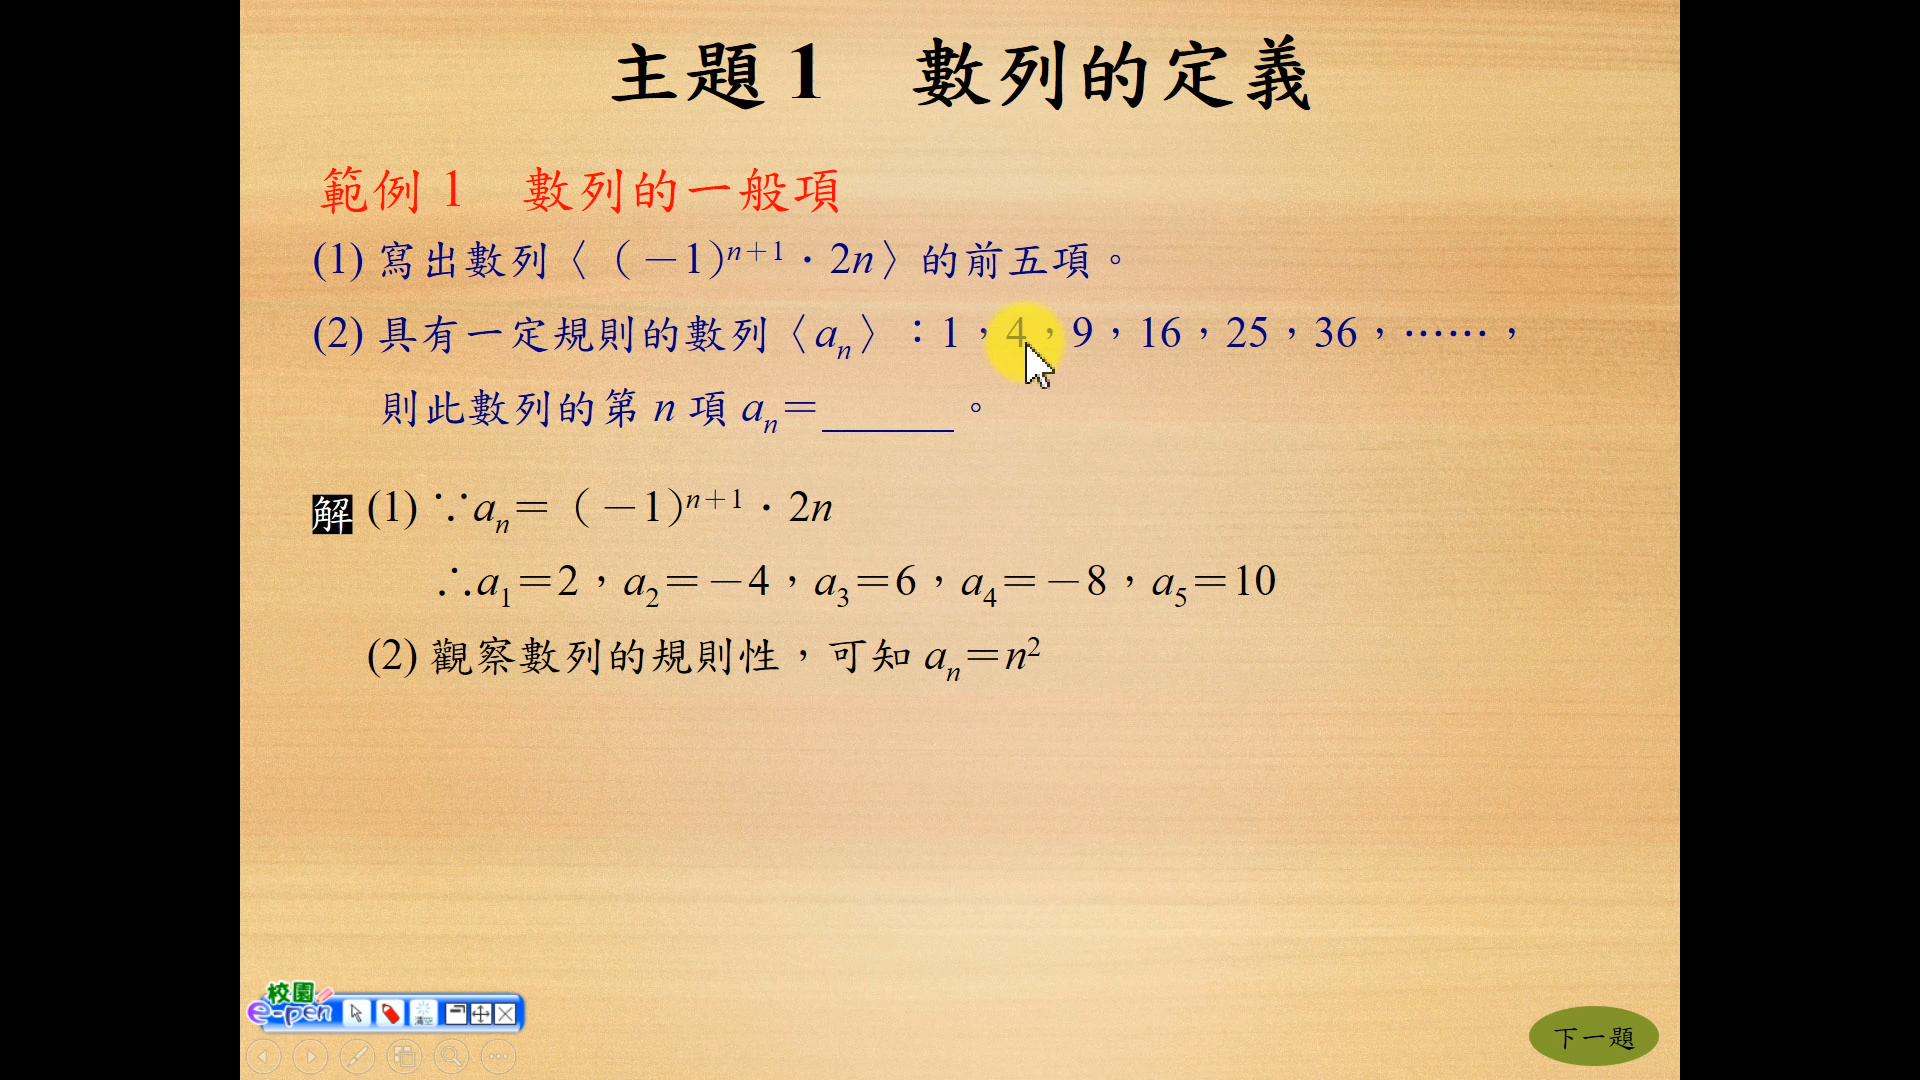 主題1 數列的定義
範例1 數列的一般項
(1) 寫出數列〈(-1)ⁿ⁺¹·2n〉的前五項。
(2) 具有一定規則的數列〈aₙ〉:1,4,9,16,25,36,……,
則此數列的第 n 項 aₙ=______。
解 (1) ∵aₙ=(-1)ⁿ⁺¹·2n
∴a₁=2,a₂=-4,a₃=6,a₄=-8,a₅=10
(2) 觀察數列的規則性,可知 aₙ=n²
校園
e-pen
清空
下一題